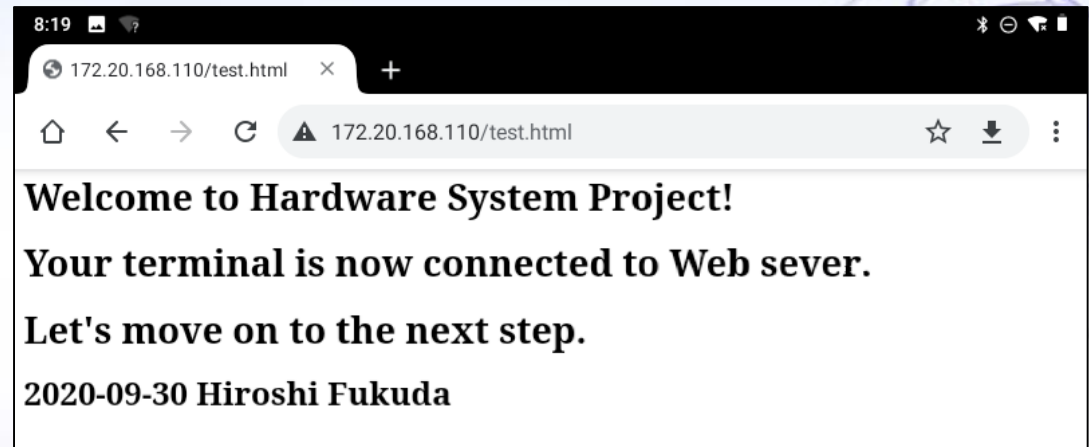 8:19
172.20.168.110/test.html
172.20.168.110/test.html
Welcome to Hardware System Project!
Your terminal is now connected to Web sever.
Let's move on to the next step.
2020-09-30 Hiroshi Fukuda